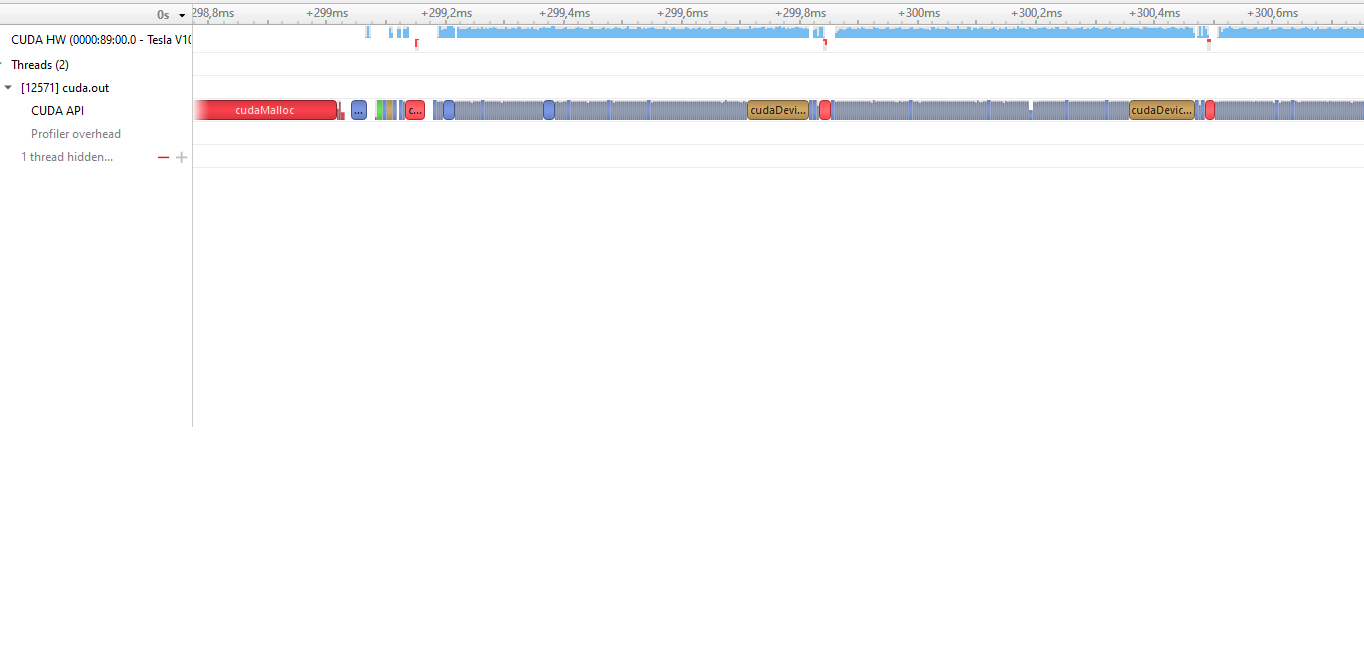 0s 298,8ms +299ms +299,2ms +299,4ms +299,6ms +299,8ms +300ms +300,2ms +300,4ms +300,6ms
CUDA HW (0000:89:00.0 - Tesla V10
Threads (2)
[12571] cuda.out
CUDA API cudaMalloc ... c... cudaDevi... cudaDevic...
Profiler overhead
1 thread hidden...